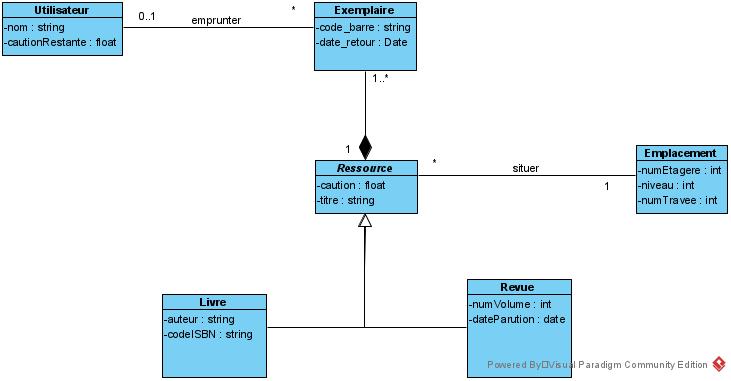 Utilisateur
-nom : string
-cautionRestante : float
0..1
emprunter
*
Exemplaire
-code_barre : string
-date_retour : Date
1..*
1
Ressource
-caution : float
-titre : string
*
situer
1
Emplacement
-numEtagere : int
-niveau : int
-numTravee : int
Livre
-auteur : string
-codeISBN : string
Revue
-numVolume : int
-dateParution : date
Powered By Visual Paradigm Community Edition